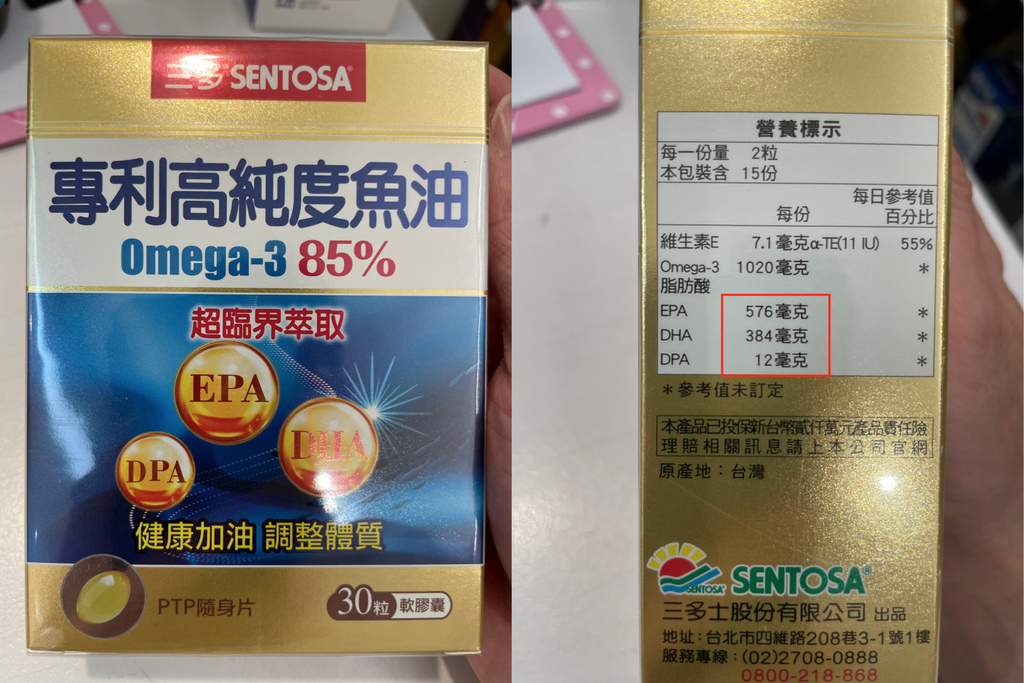 三多 SENTOSA®
專利高純度魚油
Omega-3 85%
超臨界萃取
EPA
DHA
DPA
健康加油 調整體質
PTP隨身片
30粒 軟膠囊
營養標示
每一份量 2粒
本包裝含 15份
每日參考值
每份 百分比
維生素E 7.1毫克α-TE(11 IU) 55%
Omega-3 1020毫克 *
脂肪酸
EPA 576毫克 *
DHA 384毫克 *
DPA 12毫克 *
*參考值未訂定
本產品已投保新台幣貳仟萬元產品責任險
理賠相關訊息請上本公司官網
原產地：台灣
SENTOSA SENTOSA®
三多士股份有限公司 出品
地址：台北市四維路208巷3-1號1樓
服務專線：(02)2708-0888
0800-218-868